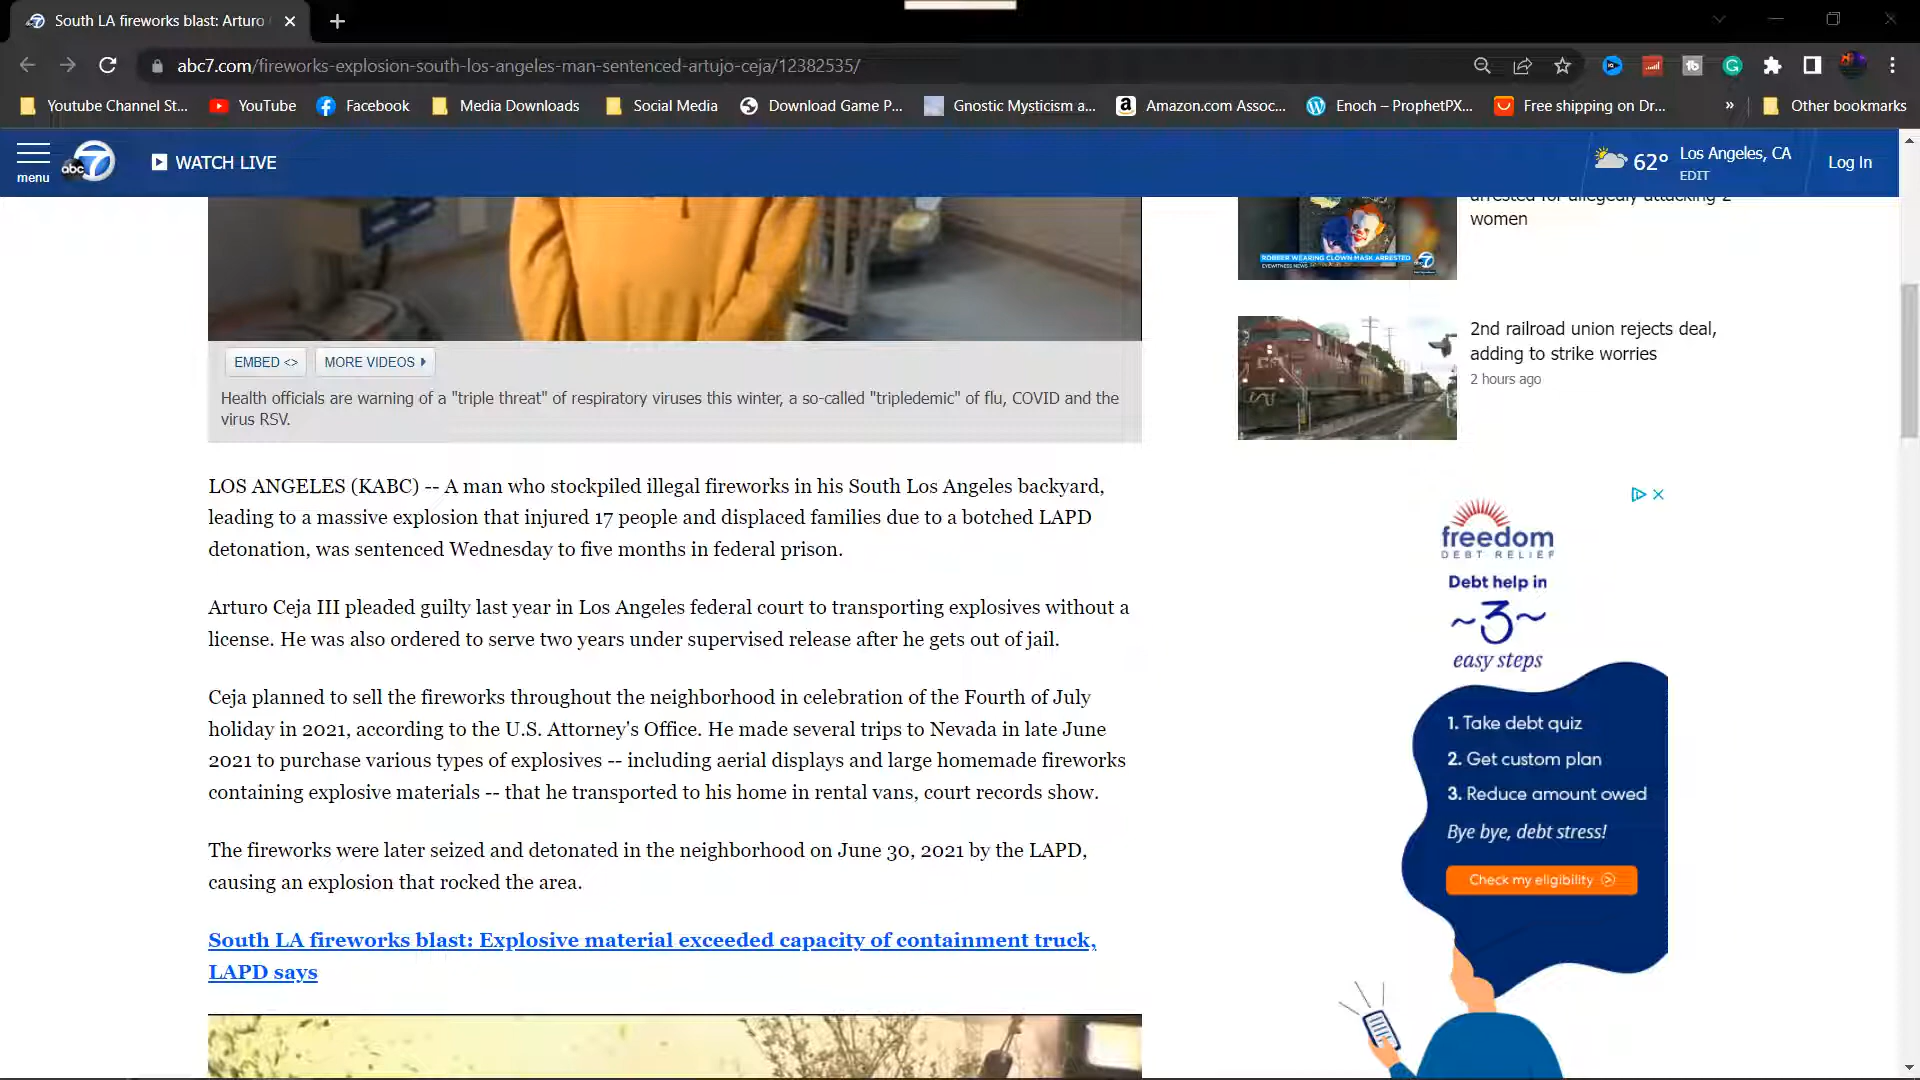 South LA fireworks blast: Arturo
abc7.com/fireworks-explosion-south-los-angeles-man-sentenced-artujo-ceja/12382535/
Youtube Channel St...
YouTube
Facebook
Media Downloads
Social Media
Download Game P...
Gnostic Mysticism a...
Amazon.com Assoc...
Enoch – ProphetPX...
Free shipping on Dr...
»
Other bookmarks
menu
abc 7
WATCH LIVE
62°
Los Angeles, CA
EDIT
Log In
arrested for allegedly attacking 2
women
ROBBER WEARING CLOWN MASK ARRESTED
EYEWITNESS NEWS
EMBED <>
MORE VIDEOS
Health officials are warning of a "triple threat" of respiratory viruses this winter, a so-called "tripledemic" of flu, COVID and the
virus RSV.
2nd railroad union rejects deal,
adding to strike worries
2 hours ago
LOS ANGELES (KABC) -- A man who stockpiled illegal fireworks in his South Los Angeles backyard,
leading to a massive explosion that injured 17 people and displaced families due to a botched LAPD
detonation, was sentenced Wednesday to five months in federal prison.
Arturo Ceja III pleaded guilty last year in Los Angeles federal court to transporting explosives without a
license. He was also ordered to serve two years under supervised release after he gets out of jail.
Ceja planned to sell the fireworks throughout the neighborhood in celebration of the Fourth of July
holiday in 2021, according to the U.S. Attorney's Office. He made several trips to Nevada in late June
2021 to purchase various types of explosives -- including aerial displays and large homemade fireworks
containing explosive materials -- that he transported to his home in rental vans, court records show.
The fireworks were later seized and detonated in the neighborhood on June 30, 2021 by the LAPD,
causing an explosion that rocked the area.
South LA fireworks blast: Explosive material exceeded capacity of containment truck,
LAPD says
freedom
DEBT RELIEF
Debt help in
~3~
easy steps
1. Take debt quiz
2. Get custom plan
3. Reduce amount owed
Bye bye, debt stress!
Check my eligibility